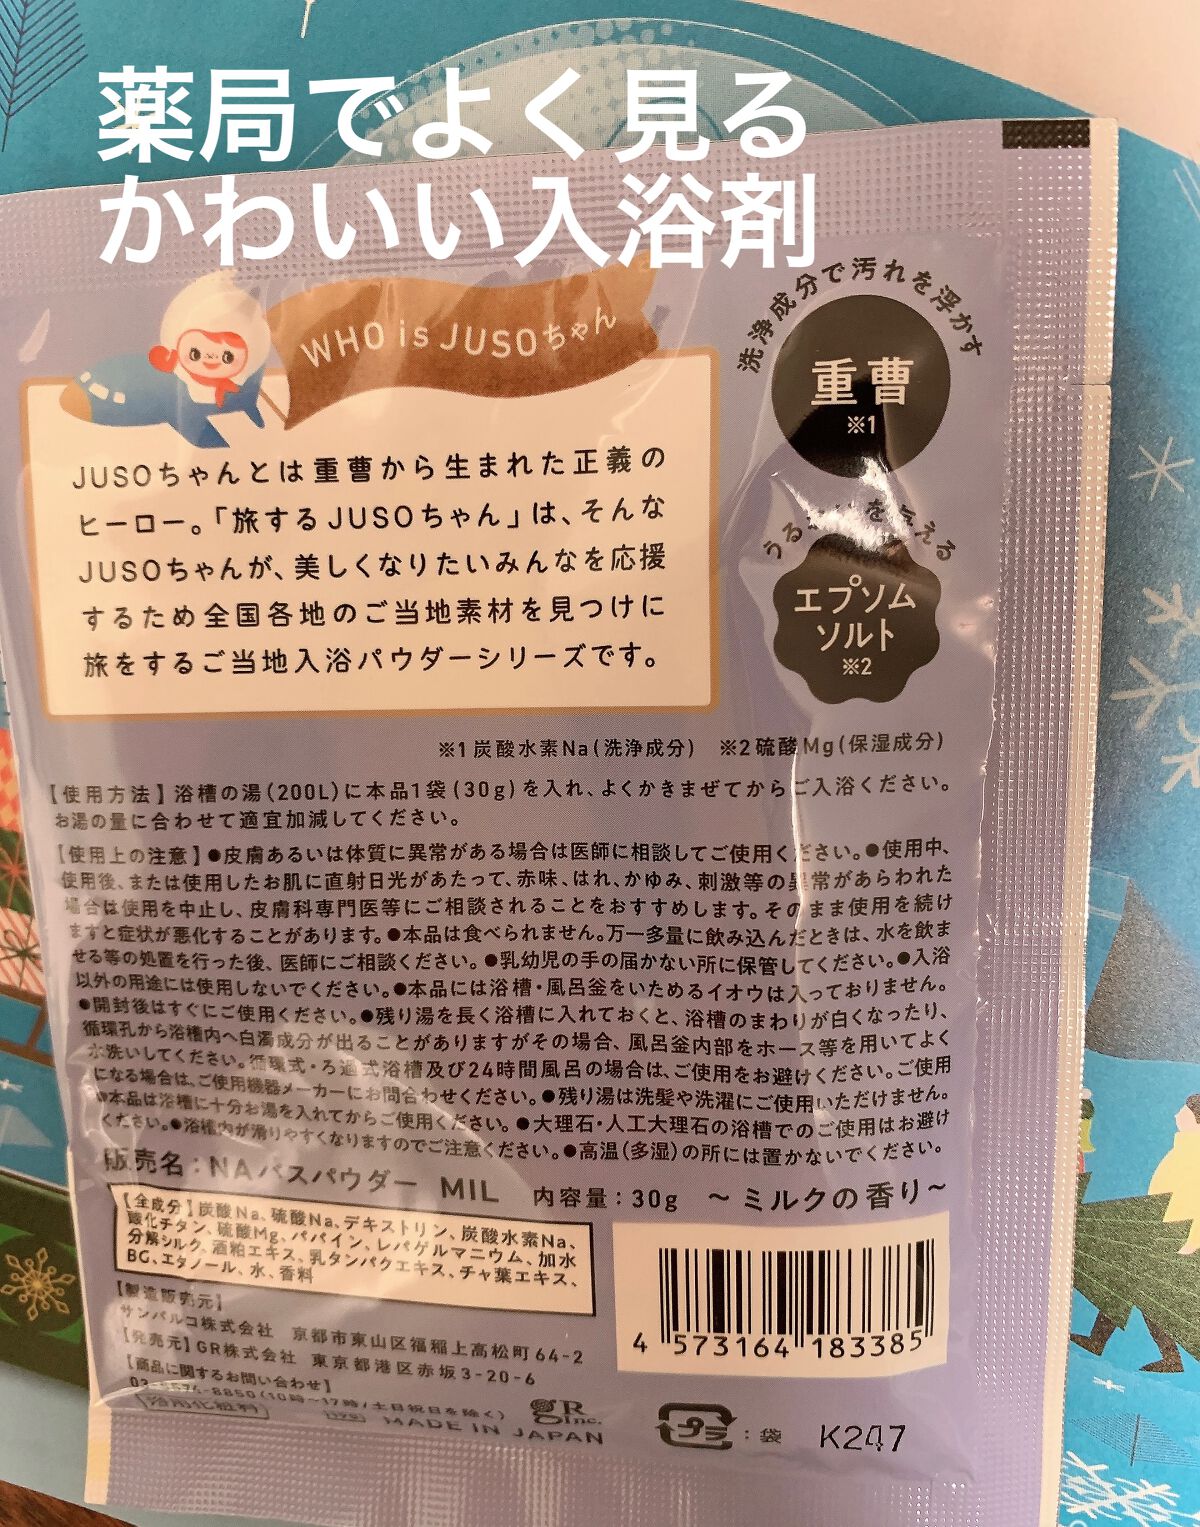 薬局でよく見る
かわいい入浴剤
WHO is JUSOちゃん
JUSOちゃんとは重曹から生まれた正義の
ヒーロー。「旅するJUSOちゃん」は、そんな
JUSOちゃんが、美しくなりたいみんなを応援
するため全国各地のご当地素材を見つけに
旅をするご当地入浴パウダーシリーズです。
洗浄成分で汚れを浮かす
重曹
※1
エプソム
ソルト
※2
※1炭酸水素Na(洗浄成分) ※2硫酸Mg(保湿成分)
【使用方法】浴槽の湯(200L)に本品1袋(30g)を入れ、よくかきまぜてからご入浴ください。
お湯の量に合わせて適宜加減してください。
【使用上の注意】●皮膚あるいは体質に異常がある場合は医師に相談してご使用ください。●使用中、
使用後、または使用したお肌に直射日光があたって、赤味、はれ、かゆみ、刺激等の異常があらわれた
場合は使用を中止し、皮膚科専門医等にご相談されることをおすすめします。そのまま使用を続け
ますと症状が悪化することがあります。●本品は食べられません。万一多量に飲み込んだときは、水を飲ま
せる等の処置を行った後、医師にご相談ください。●乳幼児の手の届かない所に保管してください。●入浴
以外の用途には使用しないでください。●本品には浴槽・風呂釜をいためるイオウは入っておりません。
●開封後はすぐにご使用ください。●残り湯を長く浴槽に入れておくと、浴槽のまわりが白くなったり、
循環孔から浴槽内へ白濁成分が出ることがありますがその場合、風呂釜内部をホース等を用いてよく
水洗いしてください。循環式・ろ過式浴槽及び24時間風呂の場合は、ご使用をお避けください。ご使用
になる場合は、ご使用機器メーカーにお問合わせください。●残り湯は洗髪や洗濯にご使用いただけません。
●本品は浴槽に十分お湯を入れてからご使用ください。●大理石・人工大理石の浴槽でのご使用はお避け
ください。●浴槽内が滑りやすくなりますのでご注意ください。●高温(多湿)の所には置かないでください。
販売名：NAバスパウダー MIL 内容量：30g ～ミルクの香り～
【全成分】炭酸Na、硫酸Na、デキストリン、炭酸水素Na、
酸化チタン、硫酸Mg、パパイン、レパゲルマニウム、加水
分解シルク、酒粕エキス、乳タンパクエキス、チャ葉エキス、
BG、エタノール、水、香料
【製造販売元】
サンパルコ株式会社 京都市東山区福稲上高松町64-2
【発売元】GR株式会社 東京都港区赤坂3-20-6
【商品に関するお問い合わせ】
03-5574-8850(10時～17時/土日祝日を除く)
浴用化粧料
MADE IN JAPAN
GR inc.
プラ：袋
K247
4 573164 183385